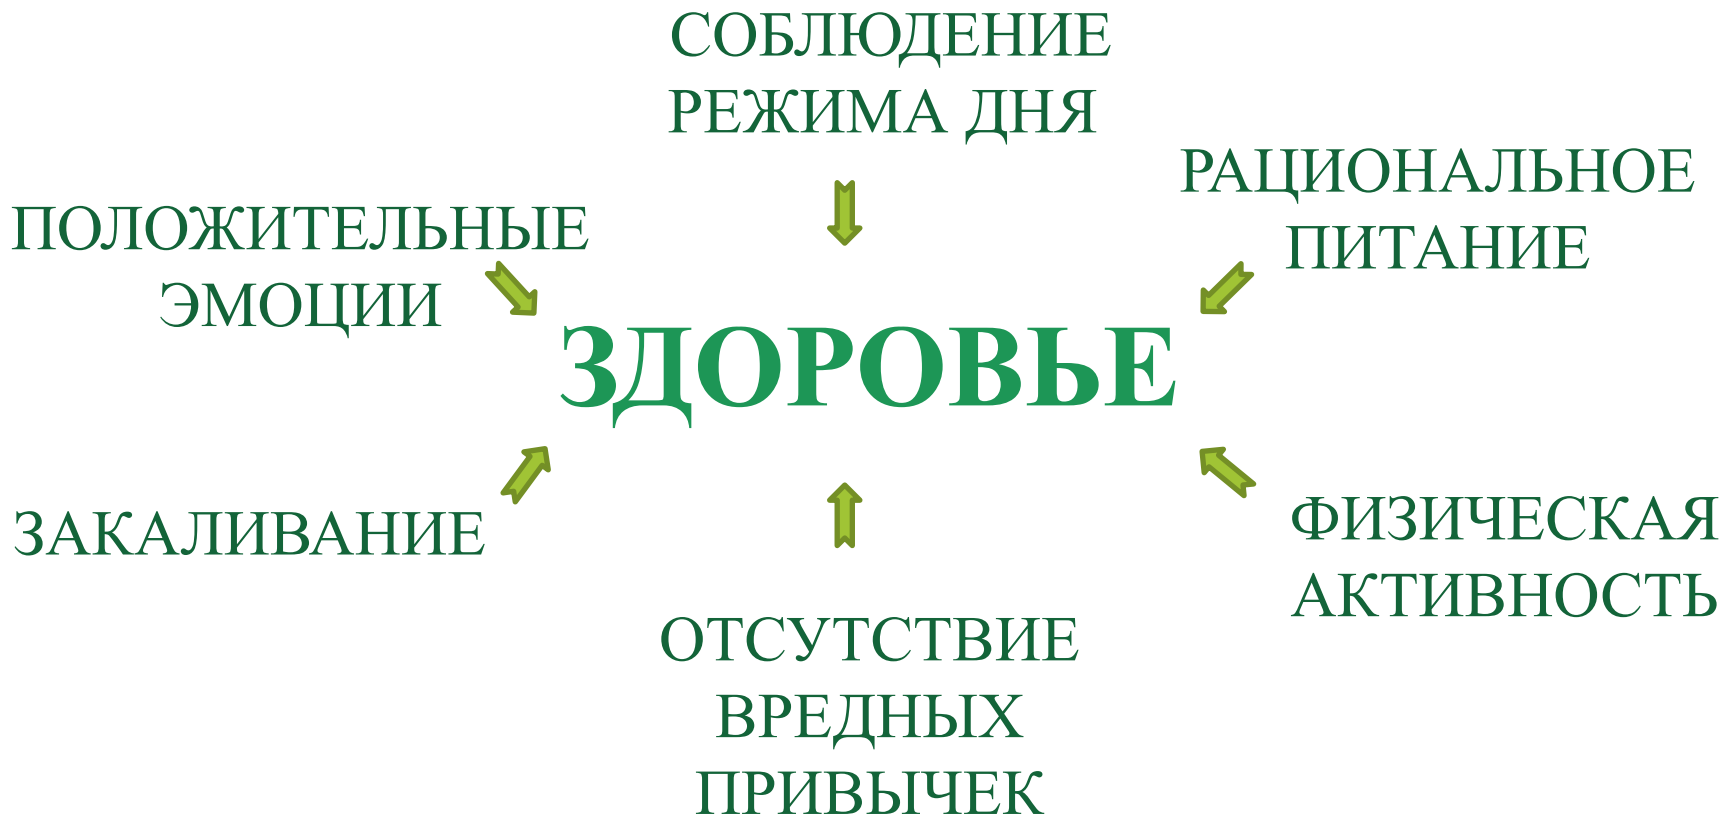 СОБЛЮДЕНИЕ
РЕЖИМА ДНЯ
РАЦИОНАЛЬНОЕ
ПИТАНИЕ
ПОЛОЖИТЕЛЬНЫЕ
ЭМОЦИИ
ЗДОРОВЬЕ
ЗАКАЛИВАНИЕ
ФИЗИЧЕСКАЯ
АКТИВНОСТЬ
ОТСУТСТВИЕ
ВРЕДНЫХ
ПРИВЫЧЕК